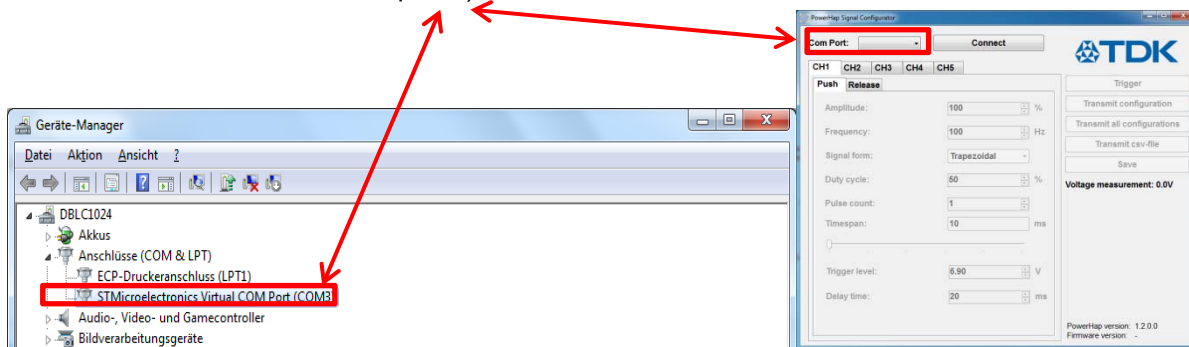 PowerHap Signal Configurator
Com Port:
Connect
TDK
CH1 CH2 CH3 CH4 CH5
Push Release
Amplitude: 100 %
Frequency: 100 Hz
Signal form: Trapezoidal
Duty cycle: 50 %
Pulse count: 1
Timespan: 10 ms
Trigger level: 6.90 V
Delay time: 20 ms
Trigger
Transmit configuration
Transmit all configurations
Transmit csv-file
Save
Voltage measurement: 0.0V
PowerHap version: 1.2.0.0
Firmware version: -
Geräte-Manager
Datei Aktion Ansicht ?
DBLC1024
Akkus
Anschlüsse (COM & LPT)
ECP-Druckeranschluss (LPT1)
STMicroelectronics Virtual COM Port (COM3)
Audio-, Video- und Gamecontroller
Bildverarbeitungsgeräte